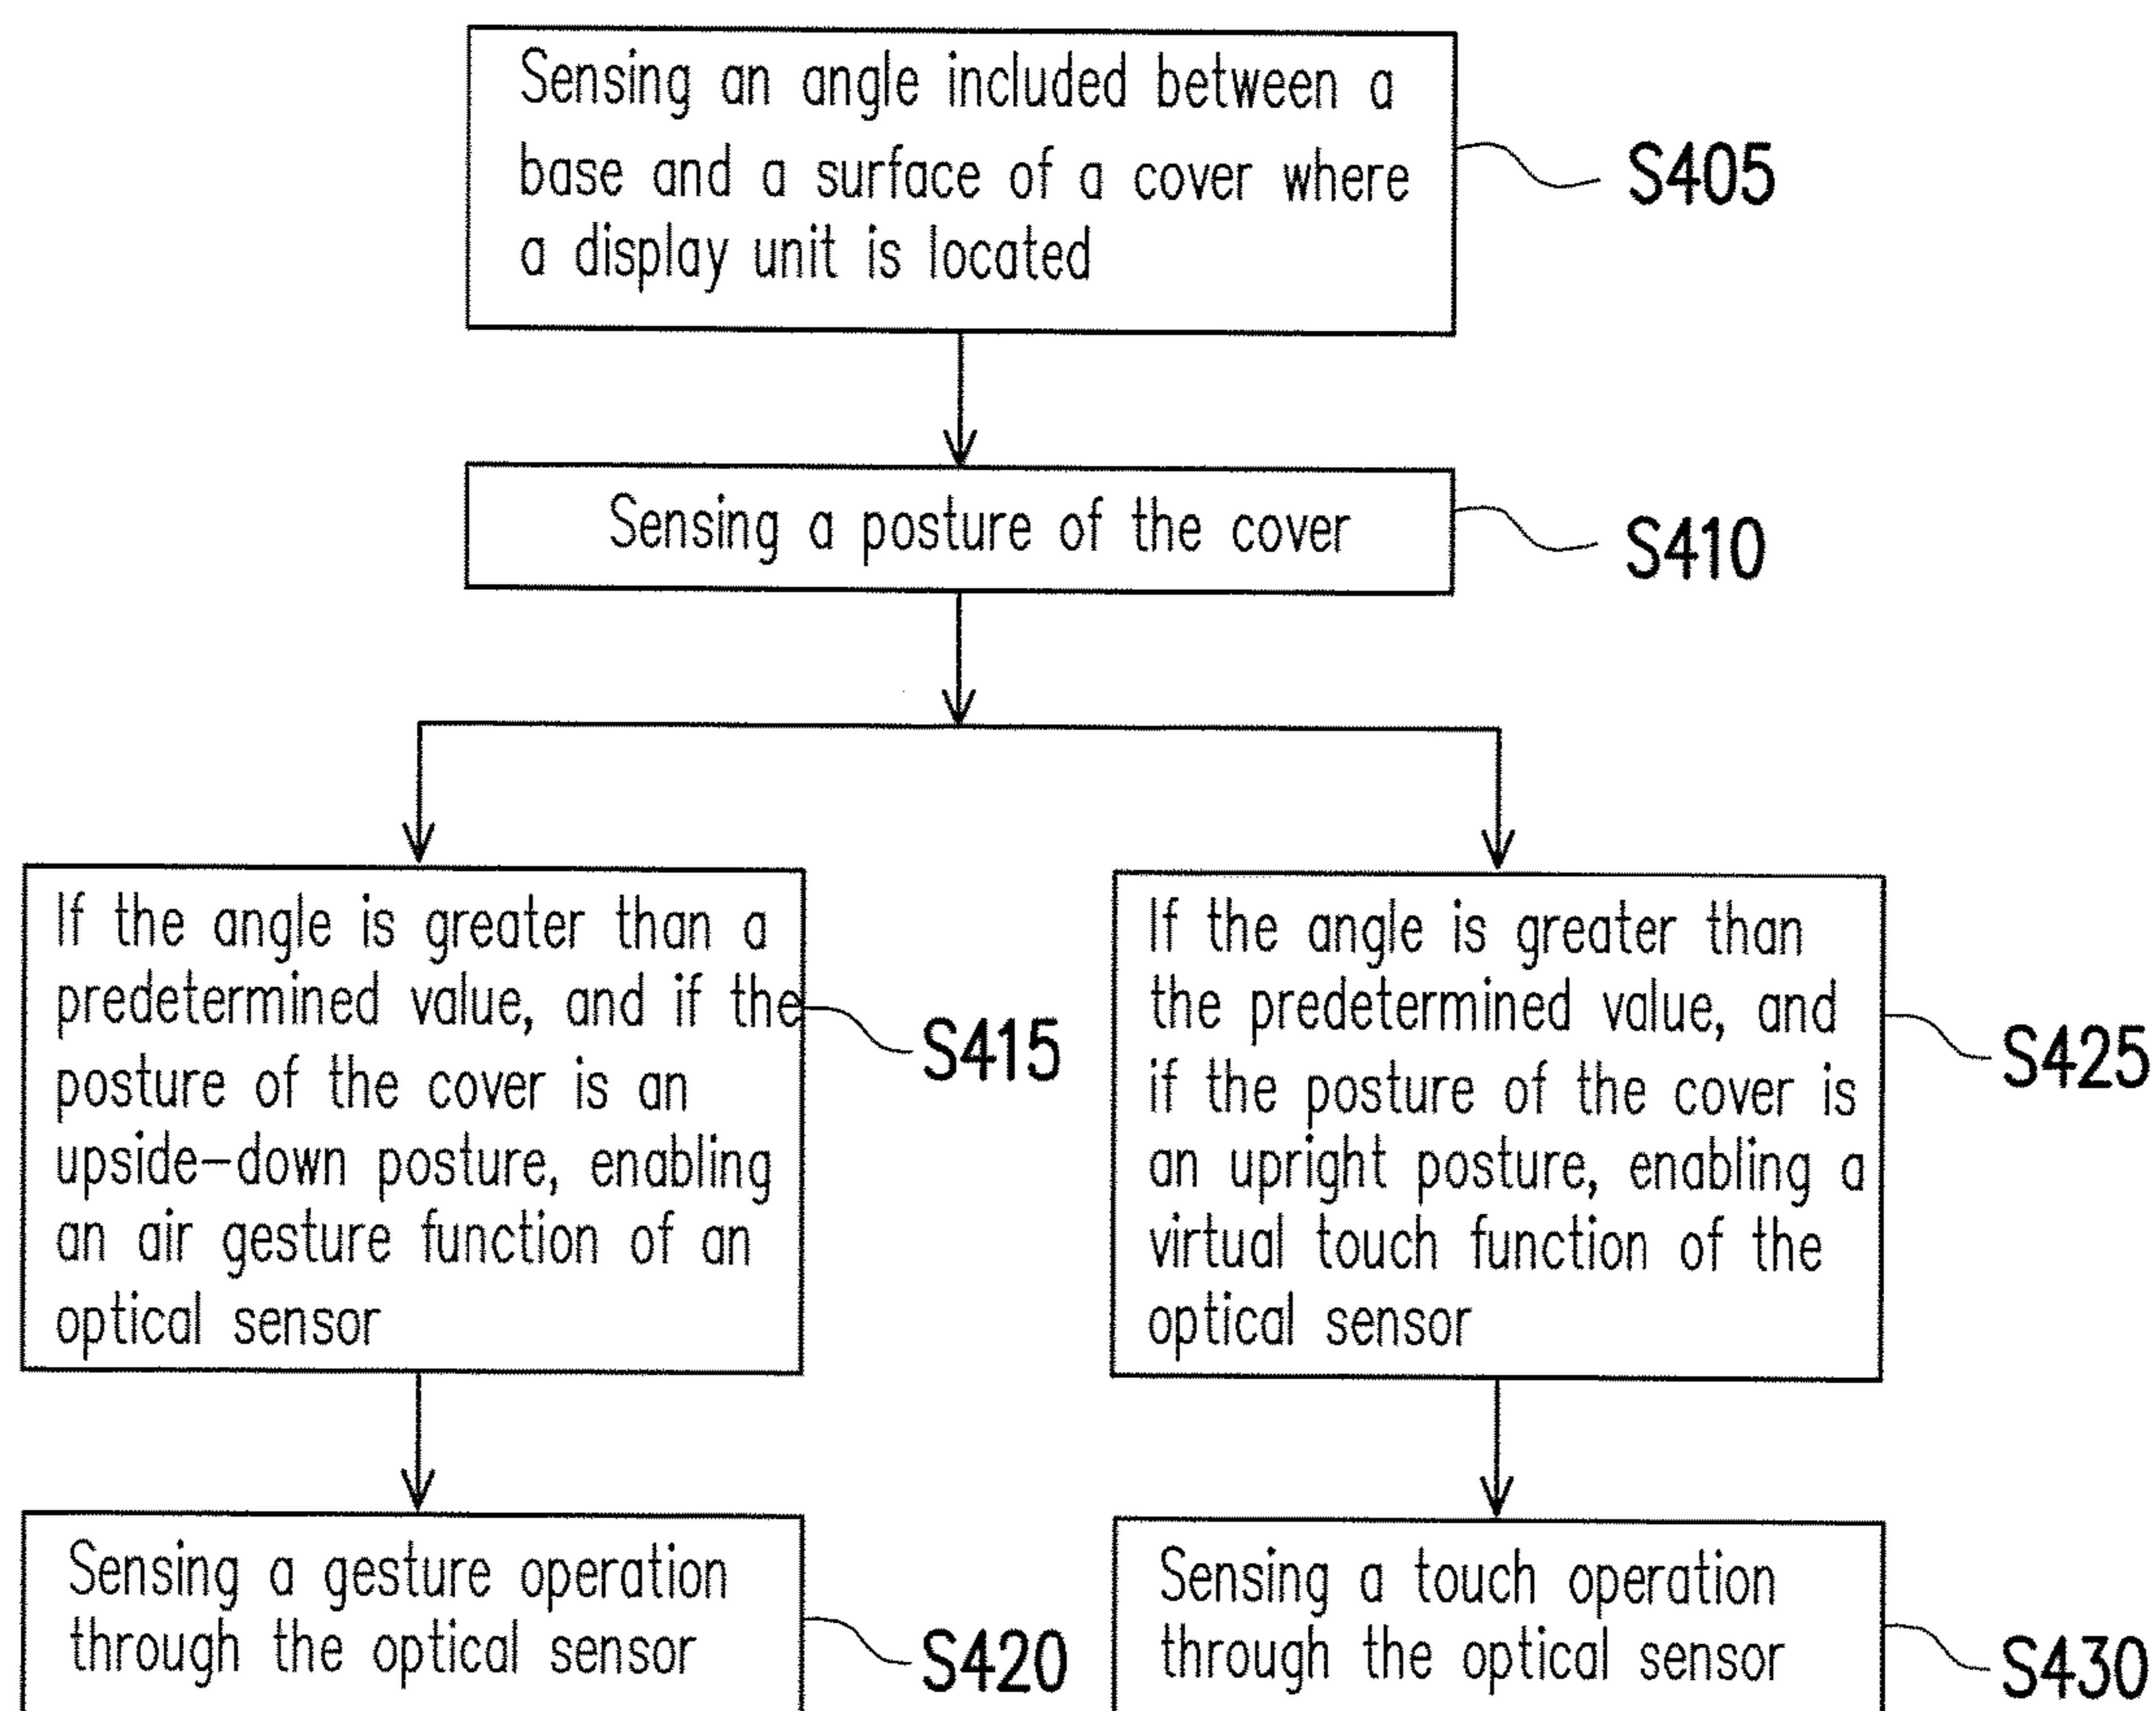 Sensing an angle included between a
base and a surface of a cover where
a display unit is located
S405
Sensing a posture of the cover
S410
If the angle is greater than a
predetermined value, and if the
posture of the cover is an
upside-down posture, enabling
an air gesture function of an
optical sensor
S415
If the angle is greater than
the predetermined value, and
if the posture of the cover is
an upright posture, enabling a
virtual touch function of the
optical sensor
S425
Sensing a gesture operation
through the optical sensor
S420
Sensing a touch operation
through the optical sensor
S430